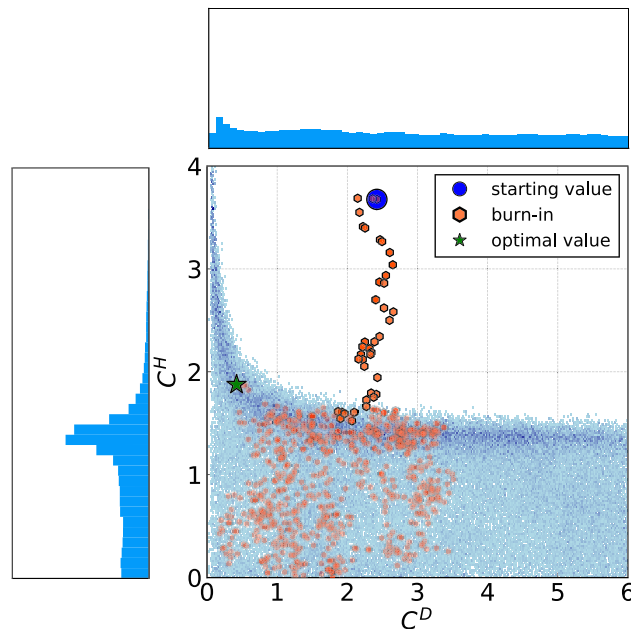 4
starting value
burn-in
optimal value
3
2
1
0
C^H
0 1 2 3 4 5 6
C^D